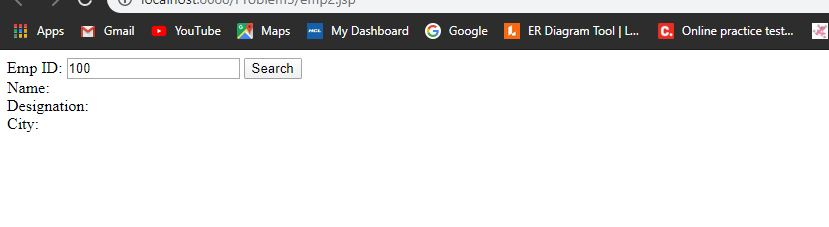 Apps Gmail YouTube Maps HCL My Dashboard Google ER Diagram Tool | L... C. Online practice test...
Emp ID: 100 Search
Name:
Designation:
City: